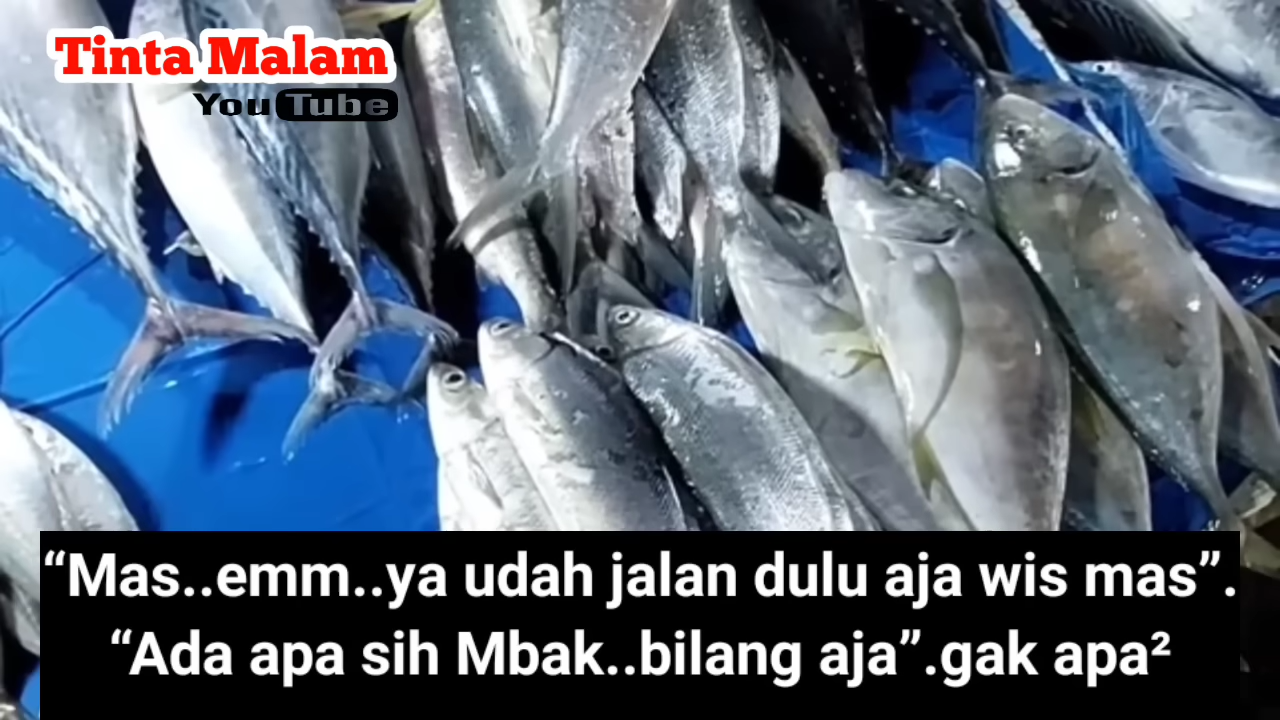 Tinta Malam
YouTube
“Mas..emm..ya udah jalan dulu aja wis mas”.
“Ada apa sih Mbak..bilang aja”.gak apa²